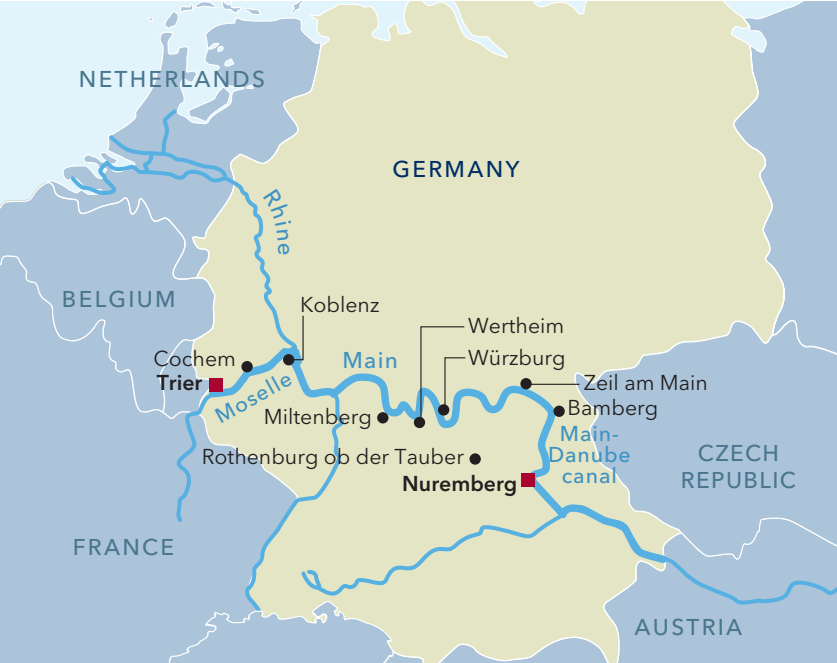 NETHERLANDS
GERMANY
Rhine
BELGIUM
Koblenz
Wertheim
Cochem
Main
Würzburg
Trier
Moselle
Zeil am Main
Miltenberg
Bamberg
Main-
Danube
canal
Rothenburg ob der Tauber
Nuremberg
CZECH
REPUBLIC
FRANCE
AUSTRIA